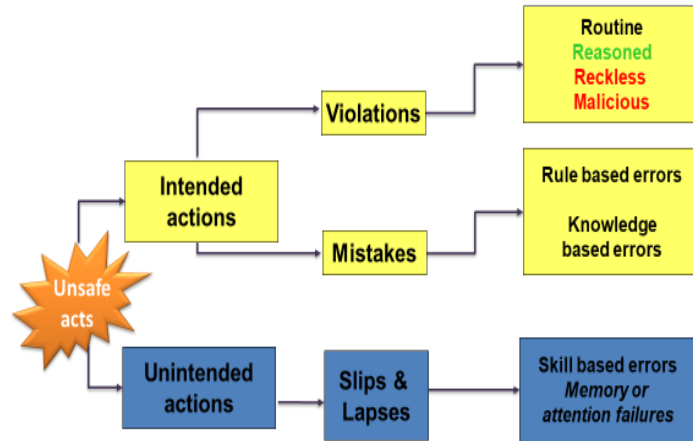 Routine
Reasoned
Reckless
Malicious
Violations
Intended
actions
Rule based errors
Knowledge
based errors
Mistakes
Unsafe
acts
Unintended
actions
Slips &
Lapses
Skill based errors
Memory or
attention failures